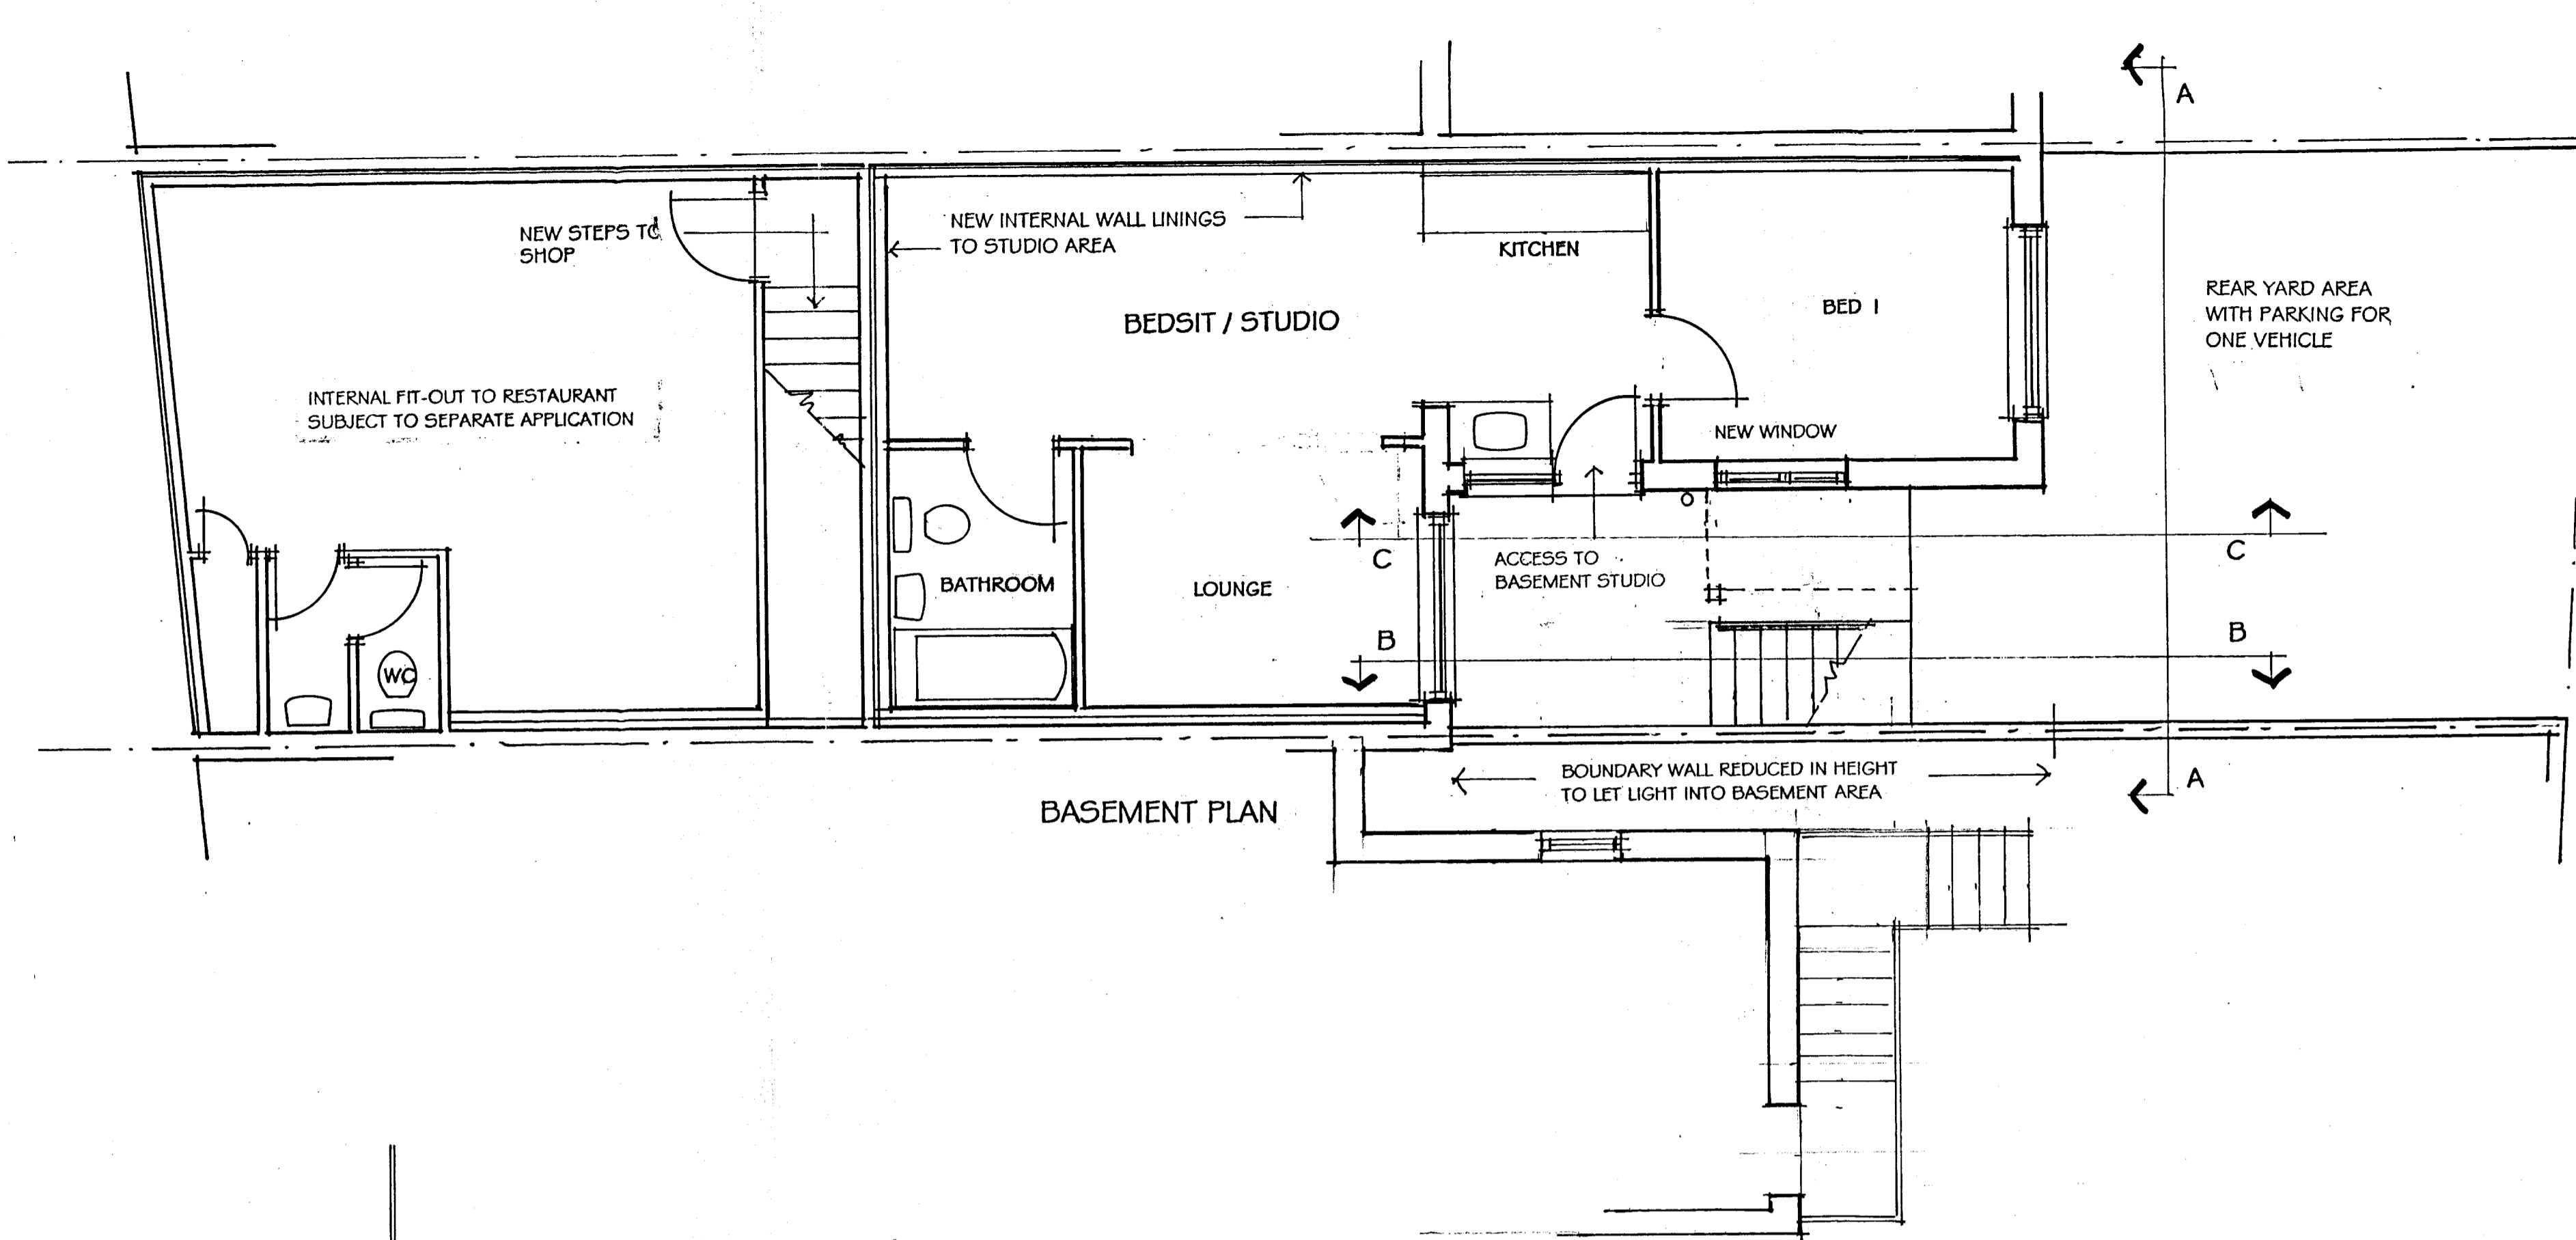 A
NEW STEPS TO
SHOP
NEW INTERNAL WALL LININGS
TO STUDIO AREA
KITCHEN
BEDSIT / STUDIO
BED 1
REAR YARD AREA
WITH PARKING FOR
ONE VEHICLE
INTERNAL FIT-OUT TO RESTAURANT
SUBJECT TO SEPARATE APPLICATION
NEW WINDOW
C
C
ACCESS TO
BASEMENT STUDIO
BATHROOM
LOUNGE
B
B
WC
BOUNDARY WALL REDUCED IN HEIGHT
TO LET LIGHT INTO BASEMENT AREA
A
BASEMENT PLAN